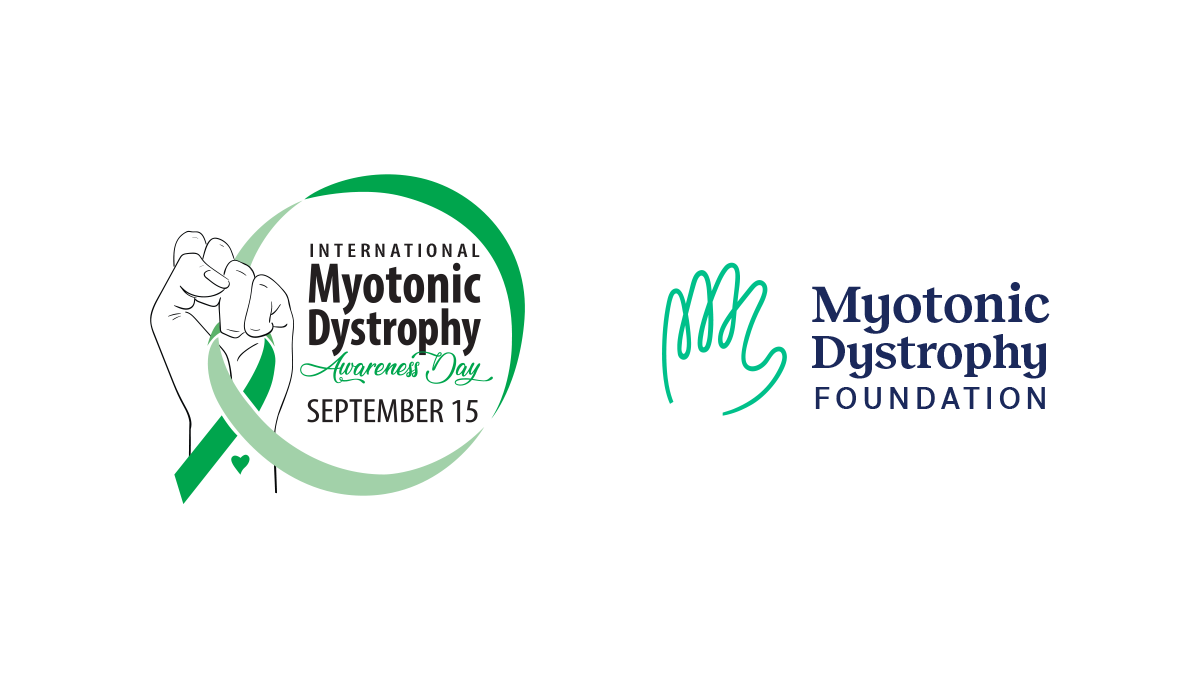 INTERNATIONAL
Myotonic
Dystrophy
Awareness Day
SEPTEMBER 15
Myotonic
Dystrophy
FOUNDATION